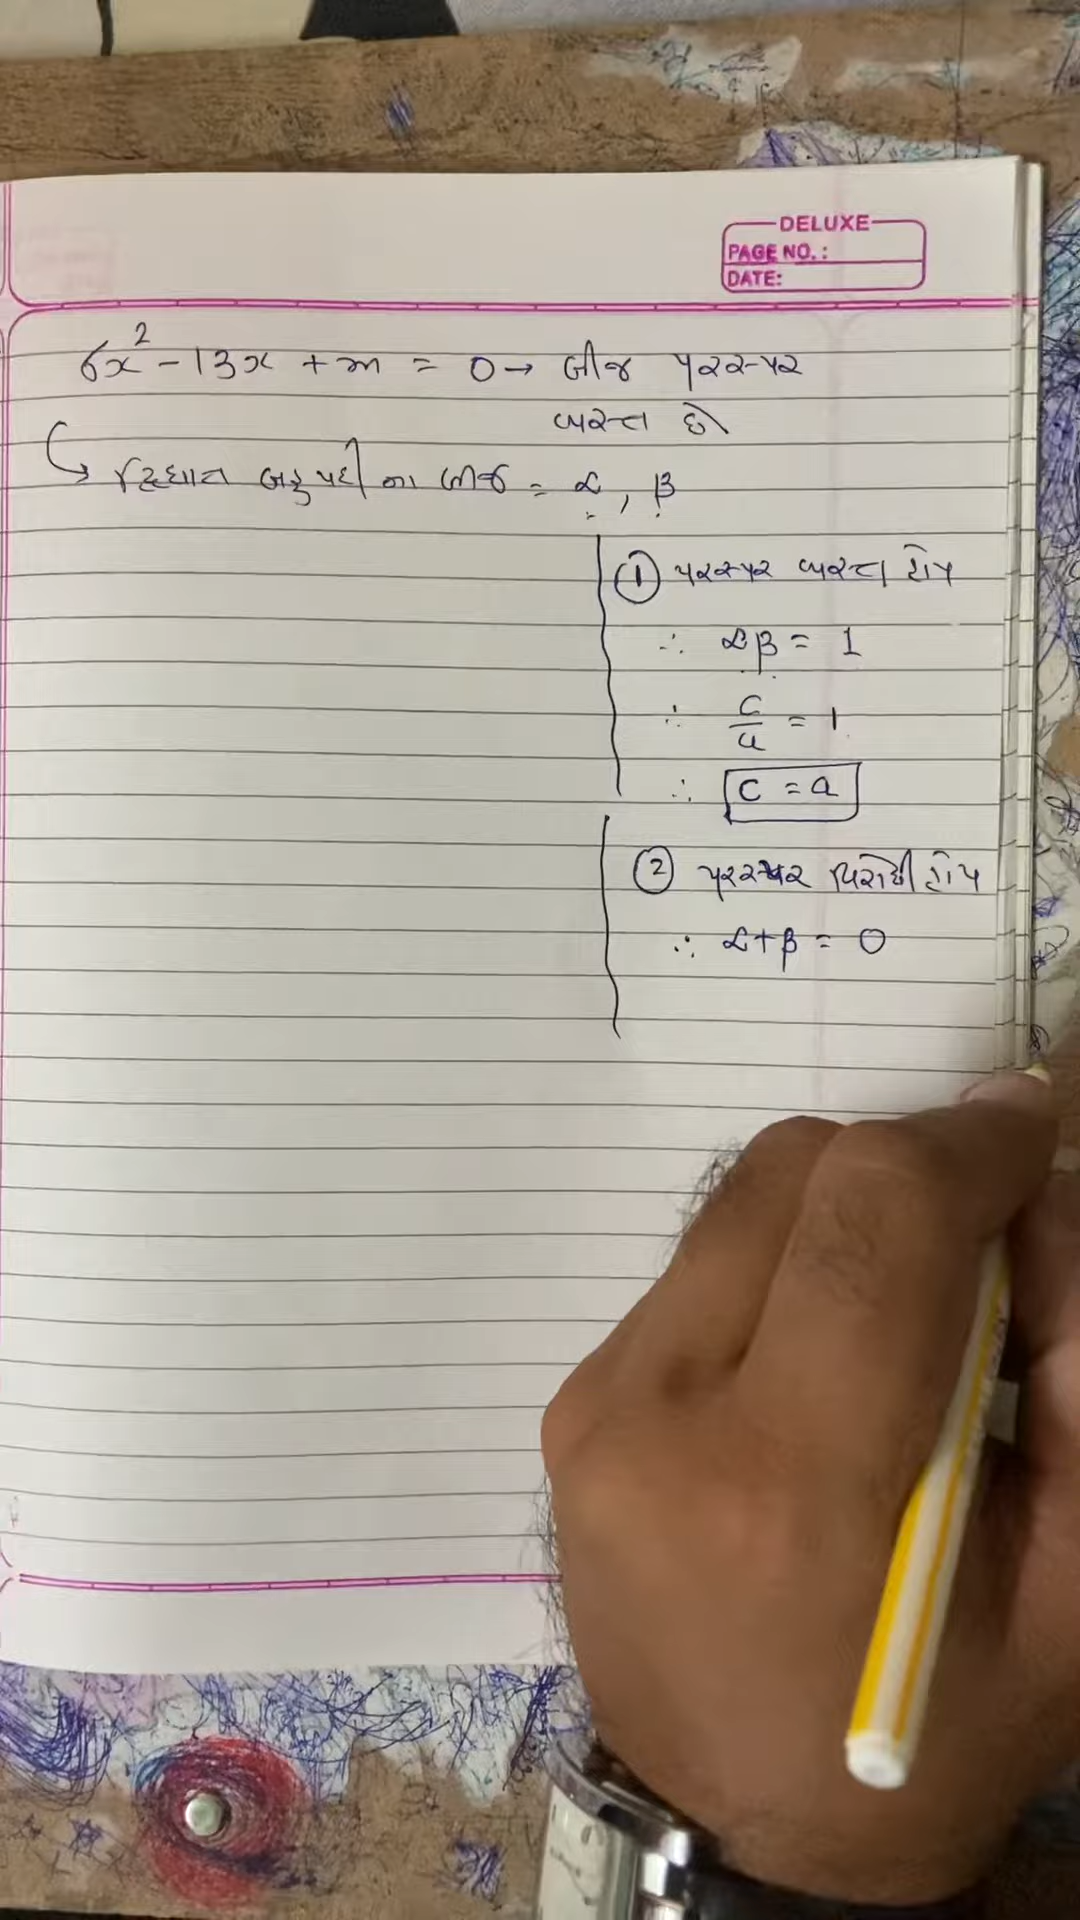 DELUXE
PAGE NO. :
DATE:
6x² - 13x + m = 0 → બીજ પરસ્પર
વ્યસ્ત છે
↳ દ્વિઘાત બહુપદી ના બીજ = α , β
① પરસ્પર વ્યસ્ત હોય
∴ αβ = 1
∴ c/a = 1
∴ c = a
② પરસ્પર વિરોધી હોય
∴ α+β = 0